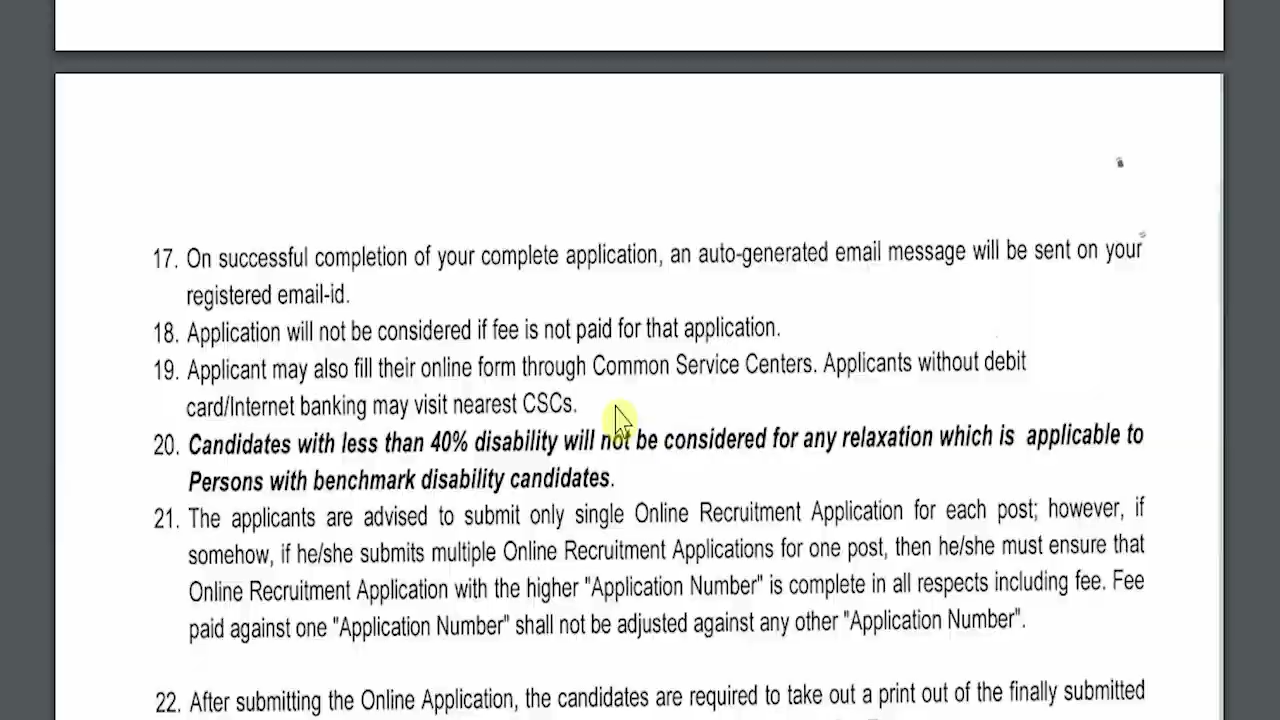 17. On successful completion of your complete application, an auto-generated email message will be sent on your
registered email-id.
18. Application will not be considered if fee is not paid for that application.
19. Applicant may also fill their online form through Common Service Centers. Applicants without debit
card/Internet banking may visit nearest CSCs.
20. Candidates with less than 40% disability will not be considered for any relaxation which is applicable to
Persons with benchmark disability candidates.
21. The applicants are advised to submit only single Online Recruitment Application for each post; however, if
somehow, if he/she submits multiple Online Recruitment Applications for one post, then he/she must ensure that
Online Recruitment Application with the higher "Application Number" is complete in all respects including fee. Fee
paid against one "Application Number" shall not be adjusted against any other "Application Number".
22. After submitting the Online Application, the candidates are required to take out a print out of the finally submitted